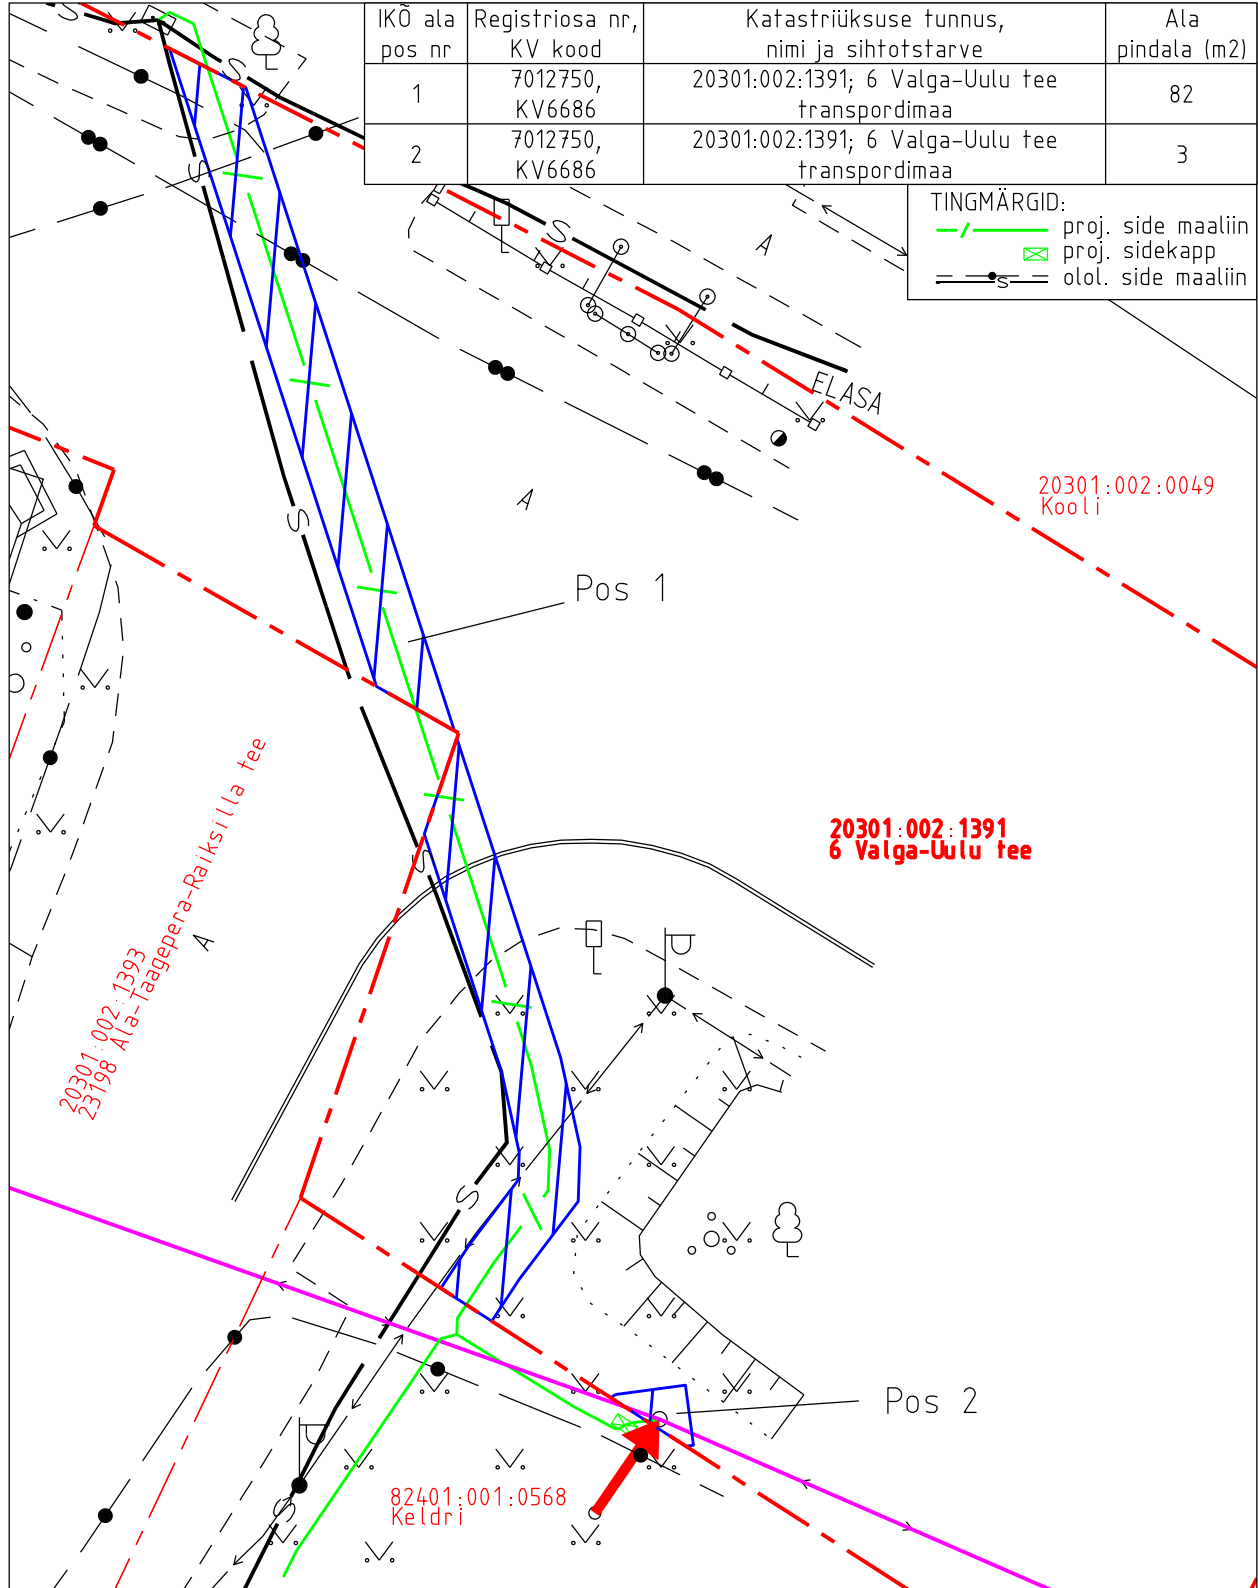 IKÕ ala
pos nr
Registriosa nr,
KV kood
Katastriüksuse tunnus,
nimi ja sihtotstarve
Ala
pindala (m2)
1
7012750,
KV6686
20301:002:1391; 6 Valga-Uulu tee
transpordimaa
82
2
7012750,
KV6686
20301:002:1391; 6 Valga-Uulu tee
transpordimaa
3
TINGMÄRGID:
proj. side maaliin
proj. sidekapp
S
olol. side maaliin
S
S
S
S
A
ELASA
20301:002:0049
Kooli
A
S
Pos 1
20301:002:1391
6 Valga-Uulu tee
S
20301:002:1393
23198 Ala-Taagepera-Raiksilla tee
A
S
Pos 2
82401:001:0568
Keldri
S